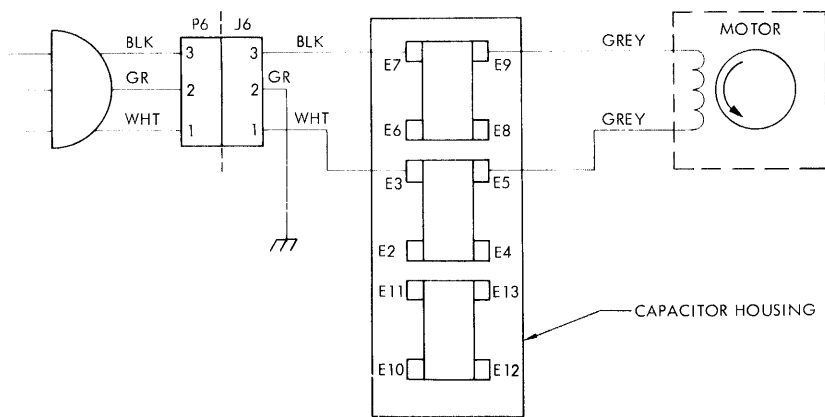 P6 J6
BLK 3 3 BLK E7 E9 GREY MOTOR
GR 2 2 GR
WHT 1 1 WHT E6 E8 GREY
E3 E5
E2 E4
E11 E13
CAPACITOR HOUSING
E10 E12